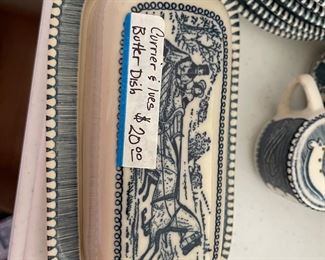 Currier & Ives
Butter Dish
$20.00